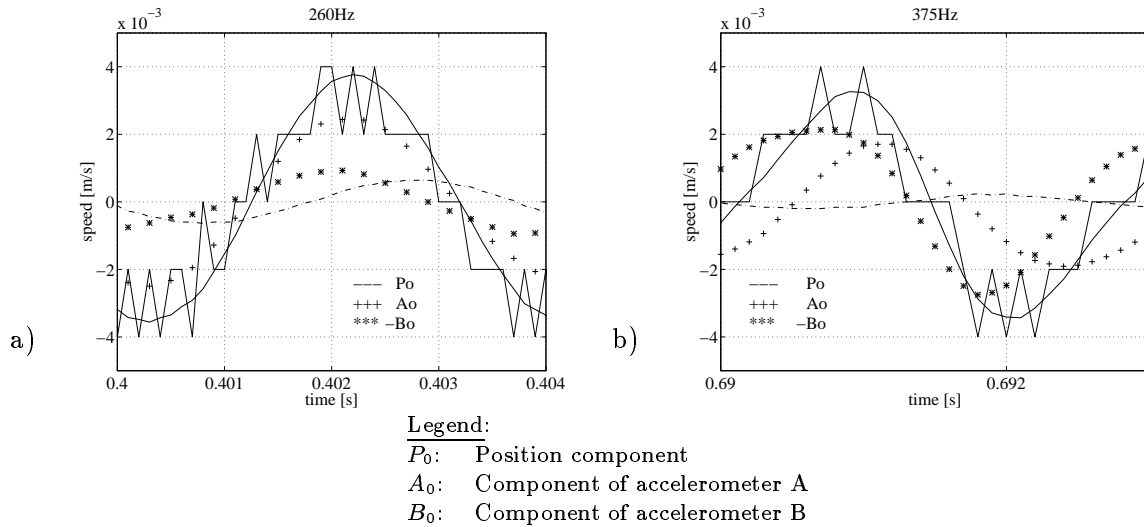 x 10⁻³
260Hz
4
2
0
−2
−4
speed [m/s]
−−− Po
+++ Ao
*** −Bo
0.4
0.401
0.402
0.403
0.404
time [s]
a)
x 10⁻³
375Hz
4
2
0
−2
−4
speed [m/s]
−−− Po
+++ Ao
*** −Bo
0.69
0.692
time [s]
b)
Legend:
P₀: Position component
A₀: Component of accelerometer A
B₀: Component of accelerometer B